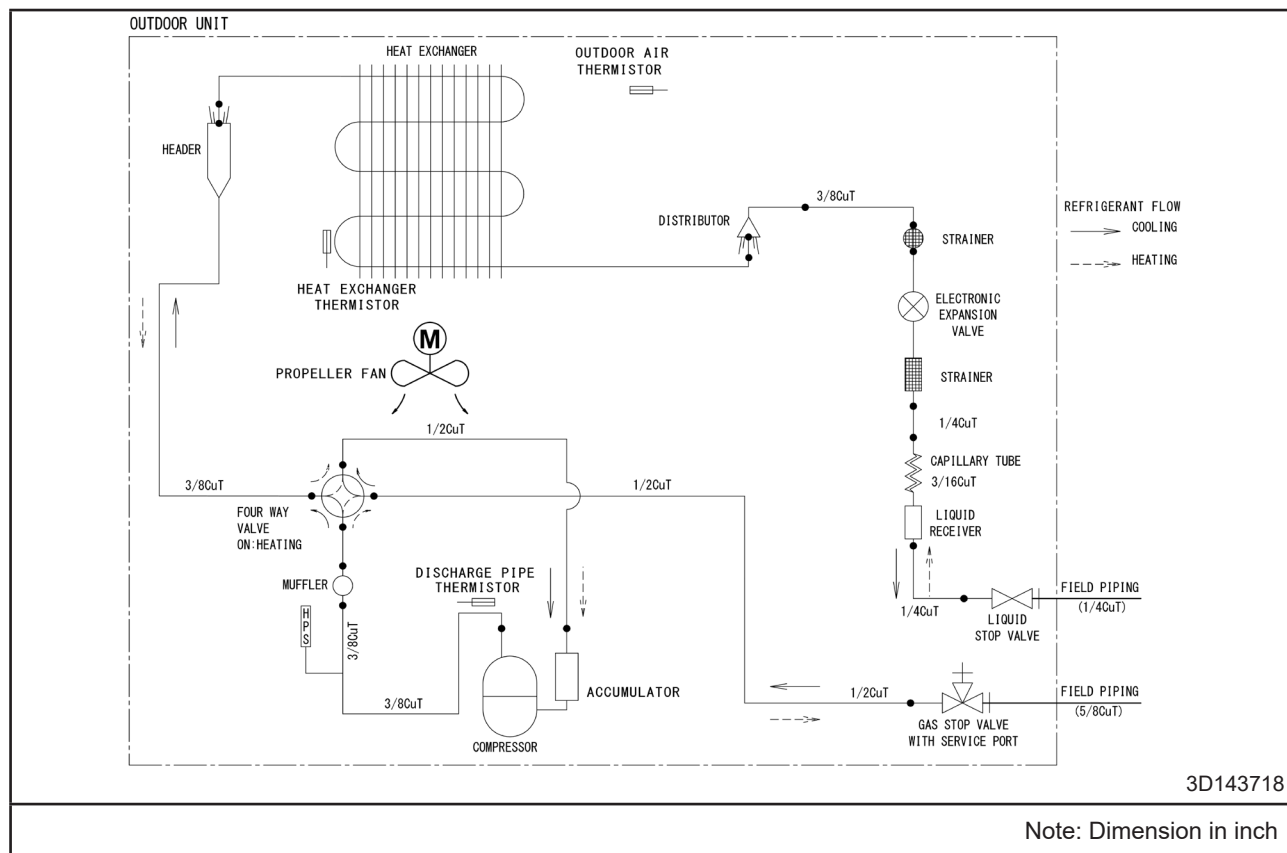 OUTDOOR UNIT
HEAT EXCHANGER
OUTDOOR AIR
THERMISTOR
HEADER
3/8CuT
DISTRIBUTOR
STRAINER
REFRIGERANT FLOW
COOLING
HEATING
HEAT EXCHANGER
THERMISTOR
ELECTRONIC
EXPANSION
VALVE
M
PROPELLER FAN
STRAINER
1/2CuT
1/4CuT
CAPILLARY TUBE
3/16CuT
3/8CuT
1/2CuT
FOUR WAY
VALVE
ON:HEATING
LIQUID
RECEIVER
MUFFLER
DISCHARGE PIPE
THERMISTOR
HPS
3/8CuT
1/4CuT
LIQUID
STOP VALVE
FIELD PIPING
(1/4CuT)
ACCUMULATOR
3/8CuT
COMPRESSOR
1/2CuT
GAS STOP VALVE
WITH SERVICE PORT
FIELD PIPING
(5/8CuT)
3D143718
Note: Dimension in inch